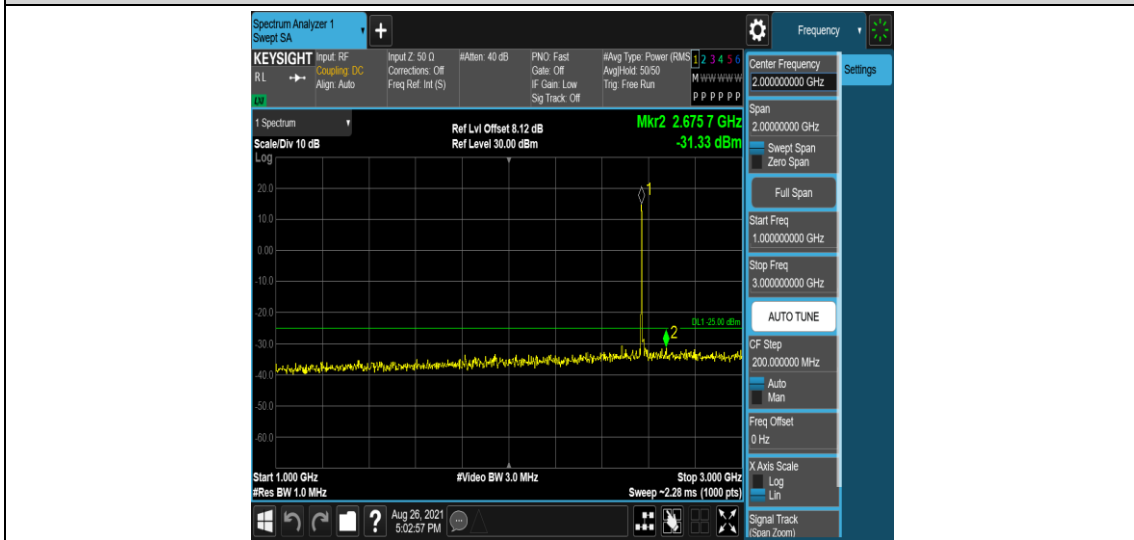 Spectrum Analyzer 1
Swept SA
+
Frequency
KEYSIGHT
RL
LXI
Input: RF
Coupling: DC
Align: Auto
Input Z: 50 Ω
Corrections: Off
Freq Ref: Int (S)
#Atten: 40 dB
PNO: Fast
Gate: Off
IF Gain: Low
Sig Track: Off
#Avg Type: Power (RMS
Avg|Hold: 50/50
Trig: Free Run
1 2 3 4 5 6
M W W W W W
P P P P P P
1 Spectrum
Scale/Div 10 dB
Log
Ref Lvl Offset 8.12 dB
Ref Level 30.00 dBm
Mkr2 2.675 7 GHz
-31.33 dBm
20.0
10.0
0.00
-10.0
-20.0
-30.0
-40.0
-50.0
-60.0
1
DL1 -25.00 dBm
2
Start 1.000 GHz
#Res BW 1.0 MHz
#Video BW 3.0 MHz
Stop 3.000 GHz
Sweep ~2.28 ms (1000 pts)
Center Frequency
2.000000000 GHz
Settings
Span
2.00000000 GHz
Swept Span
Zero Span
Full Span
Start Freq
1.000000000 GHz
Stop Freq
3.000000000 GHz
AUTO TUNE
CF Step
200.000000 MHz
Auto
Man
Freq Offset
0 Hz
X Axis Scale
Log
Lin
Signal Track
(Span Zoom)
?
Aug 26, 2021
5:02:57 PM